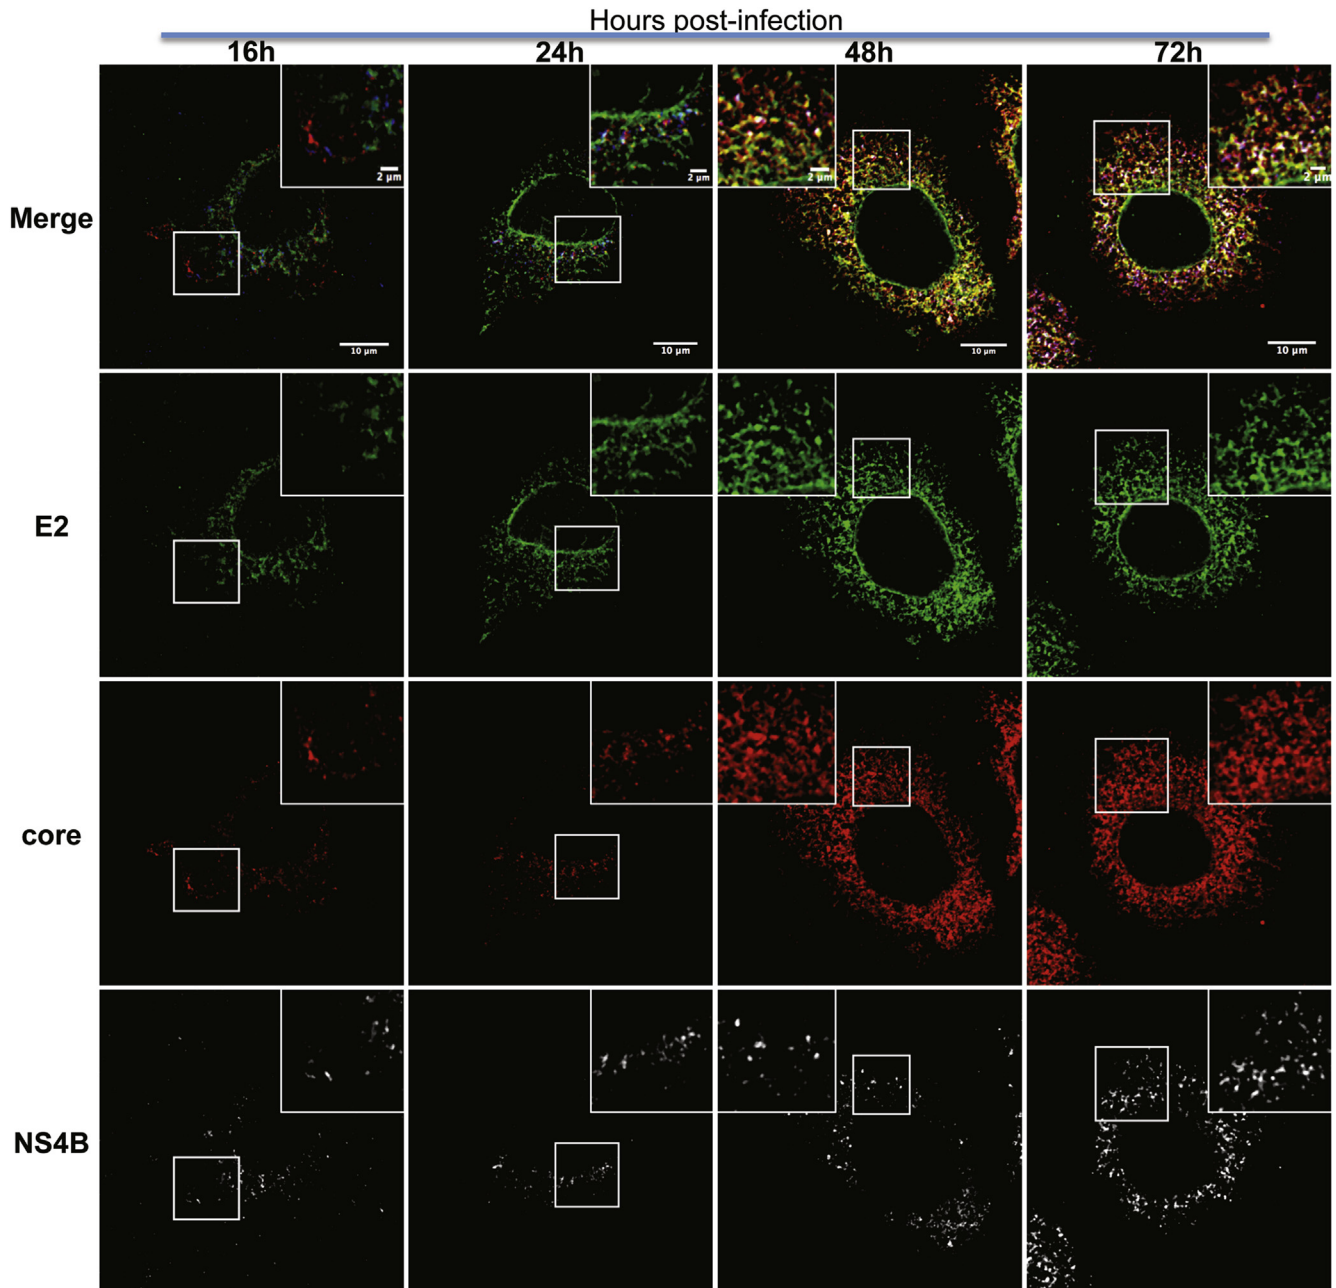 Hours post-infection
16h 24h 48h 72h
2 µm 2 µm 2 µm 2 µm
Merge
10 µm 10 µm 10 µm 10 µm
E2
core
NS4B